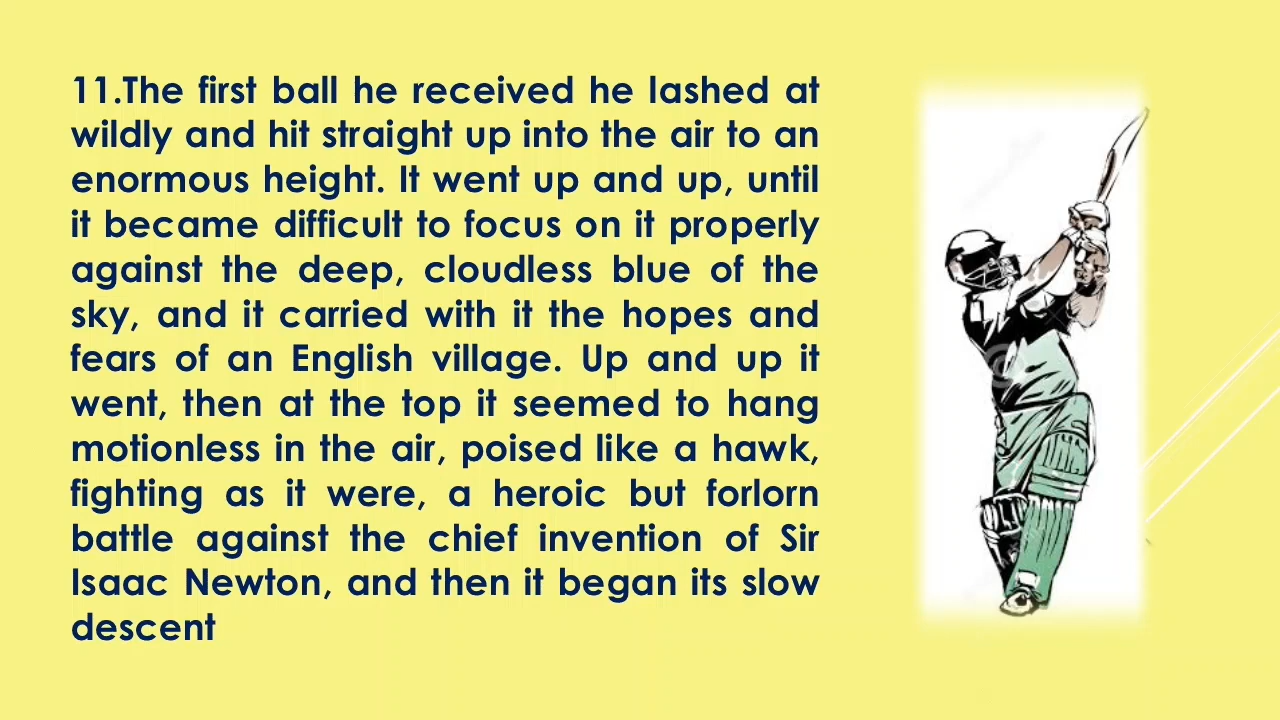 11.The first ball he received he lashed at
wildly and hit straight up into the air to an
enormous height. It went up and up, until
it became difficult to focus on it properly
against the deep, cloudless blue of the
sky, and it carried with it the hopes and
fears of an English village. Up and up it
went, then at the top it seemed to hang
motionless in the air, poised like a hawk,
fighting as it were, a heroic but forlorn
battle against the chief invention of Sir
Isaac Newton, and then it began its slow
descent